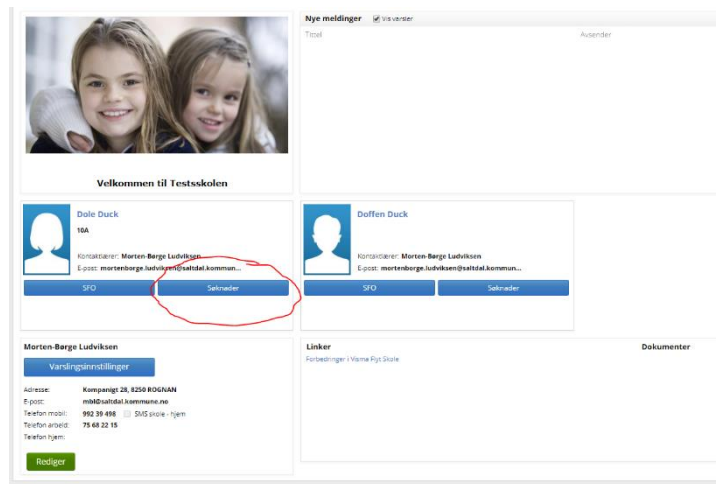 Nye meldinger Vis varsler
Tittel Avsender
Velkommen til Testsskolen
Dole Duck
10A
Kontaktlærer: Morten-Børge Ludviksen
E-post: mortenborge.ludviksen@saltdal.kommun...
SFO Søknader
Doffen Duck
Kontaktlærer: Morten-Børge Ludviksen
E-post: mortenborge.ludviksen@saltdal.kommun...
SFO Søknader
Morten-Børge Ludviksen
Varslingsinnstillinger
Adresse: Kompanigt 28, 8250 ROGNAN
E-post: mbl@saltdal.kommune.no
Telefon mobil: 992 39 498 SMS skole - hjem
Telefon arbeid: 75 68 22 15
Telefon hjem:
Rediger
Linker Dokumenter
Forbedringer i Visma Flyt Skole